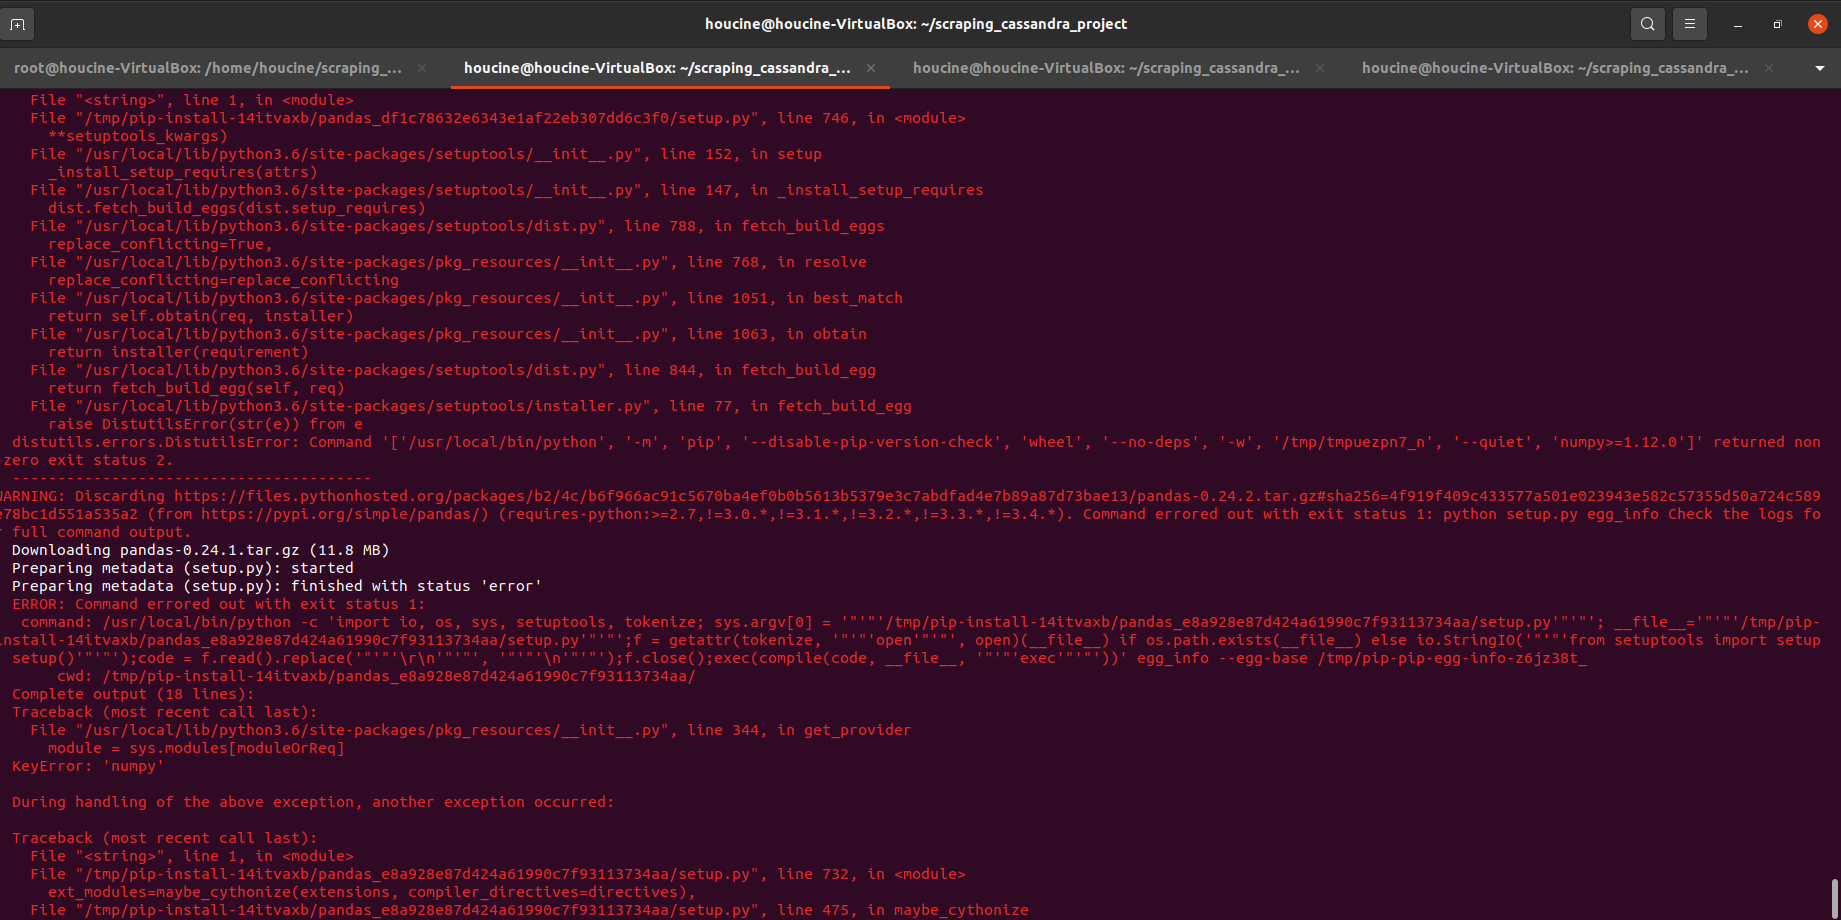 houcine@houcine-VirtualBox: ~/scraping_cassandra_project
root@houcine-VirtualBox: /home/houcine/scraping_...
houcine@houcine-VirtualBox: ~/scraping_cassandra_...
houcine@houcine-VirtualBox: ~/scraping_cassandra_...
houcine@houcine-VirtualBox: ~/scraping_cassandra_...
File "<string>", line 1, in <module>
File "/tmp/pip-install-14itvaxb/pandas_df1c78632e6343e1af22eb307dd6c3f0/setup.py", line 746, in <module>
**setuptools_kwargs)
File "/usr/local/lib/python3.6/site-packages/setuptools/__init__.py", line 152, in setup
_install_setup_requires(attrs)
File "/usr/local/lib/python3.6/site-packages/setuptools/__init__.py", line 147, in _install_setup_requires
dist.fetch_build_eggs(dist.setup_requires)
File "/usr/local/lib/python3.6/site-packages/setuptools/dist.py", line 788, in fetch_build_eggs
replace_conflicting=True,
File "/usr/local/lib/python3.6/site-packages/pkg_resources/__init__.py", line 768, in resolve
replace_conflicting=replace_conflicting
File "/usr/local/lib/python3.6/site-packages/pkg_resources/__init__.py", line 1051, in best_match
return self.obtain(req, installer)
File "/usr/local/lib/python3.6/site-packages/pkg_resources/__init__.py", line 1063, in obtain
return installer(requirement)
File "/usr/local/lib/python3.6/site-packages/setuptools/dist.py", line 844, in fetch_build_egg
return fetch_build_egg(self, req)
File "/usr/local/lib/python3.6/site-packages/setuptools/installer.py", line 77, in fetch_build_egg
raise DistutilsError(str(e)) from e
distutils.errors.DistutilsError: Command '['/usr/local/bin/python', '-m', 'pip', '--disable-pip-version-check', 'wheel', '--no-deps', '-w', '/tmp/tmpuezpn7_n', '--quiet', 'numpy>=1.12.0']' returned non
-zero exit status 2.
----------------------------------------
WARNING: Discarding https://files.pythonhosted.org/packages/b2/4c/b6f966ac91c5670ba4ef0b0b5613b5379e3c7abdfad4e7b89a87d73bae13/pandas-0.24.2.tar.gz#sha256=4f919f409c433577a501e023943e582c57355d50a724c589
e78bc1d551a535a2 (from https://pypi.org/simple/pandas/) (requires-python:>=2.7,!=3.0.*,!=3.1.*,!=3.2.*,!=3.3.*,!=3.4.*). Command errored out with exit status 1: python setup.py egg_info Check the logs fo
r full command output.
Downloading pandas-0.24.1.tar.gz (11.8 MB)
Preparing metadata (setup.py): started
Preparing metadata (setup.py): finished with status 'error'
ERROR: Command errored out with exit status 1:
command: /usr/local/bin/python -c 'import io, os, sys, setuptools, tokenize; sys.argv[0] = '"'"'/tmp/pip-install-14itvaxb/pandas_e8a928e87d424a61990c7f93113734aa/setup.py'"'"'; __file__='"'"'/tmp/pip-
install-14itvaxb/pandas_e8a928e87d424a61990c7f93113734aa/setup.py'"'"';f = getattr(tokenize, '"'"'open'"'"', open)(__file__) if os.path.exists(__file__) else io.StringIO('"'"'from setuptools import setup
setup()'"'"');code = f.read().replace('"'"'\r\n'"'"', '"'"'\n'"'"');f.close();exec(compile(code, __file__, '"'"'exec'"'"'))' egg_info --egg-base /tmp/pip-pip-egg-info-z6jz38t_
cwd: /tmp/pip-install-14itvaxb/pandas_e8a928e87d424a61990c7f93113734aa/
Complete output (18 lines):
Traceback (most recent call last):
File "/usr/local/lib/python3.6/site-packages/pkg_resources/__init__.py", line 344, in get_provider
module = sys.modules[moduleOrReq]
KeyError: 'numpy'
During handling of the above exception, another exception occurred:
Traceback (most recent call last):
File "<string>", line 1, in <module>
File "/tmp/pip-install-14itvaxb/pandas_e8a928e87d424a61990c7f93113734aa/setup.py", line 732, in <module>
ext_modules=maybe_cythonize(extensions, compiler_directives=directives),
File "/tmp/pip-install-14itvaxb/pandas_e8a928e87d424a61990c7f93113734aa/setup.py", line 475, in maybe_cythonize